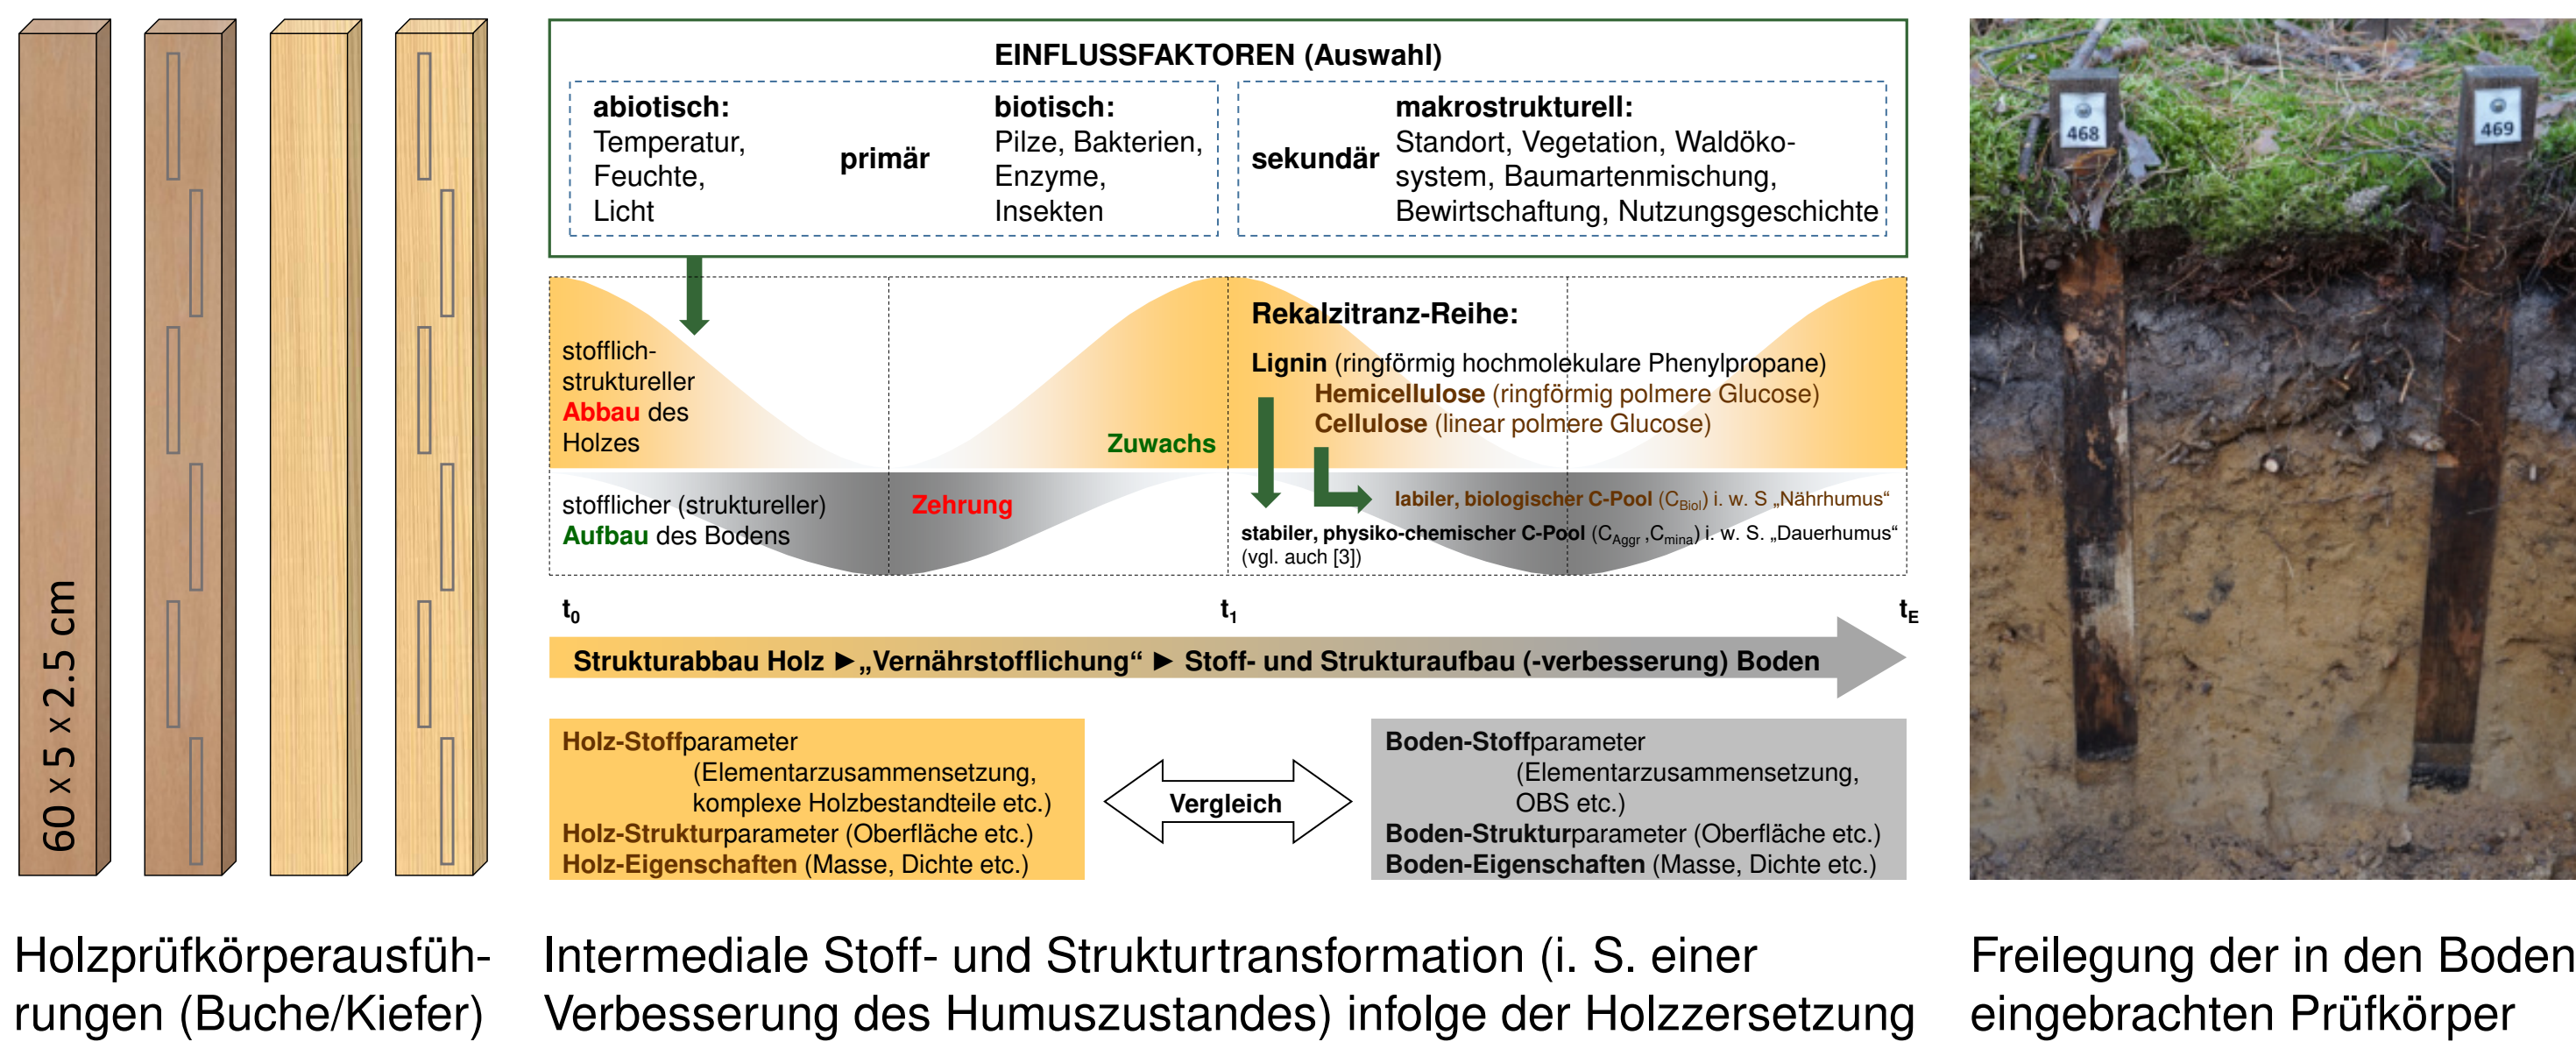 60 x 5 x 2.5 cm
Holzprüfkörperausfüh-
rungen (Buche/Kiefer)
EINFLUSSFAKTOREN (Auswahl)
abiotisch:
Temperatur,
Feuchte,
Licht
primär
biotisch:
Pilze, Bakterien,
Enzyme,
Insekten
sekundär
makrostrukturell:
Standort, Vegetation, Waldöko-
system, Baumartenmischung,
Bewirtschaftung, Nutzungsgeschichte
stofflich-
struktureller
Abbau des
Holzes
Zuwachs
stofflicher (struktureller)
Aufbau des Bodens
Zehrung
Rekalzitranz-Reihe:
Lignin (ringförmig hochmolekulare Phenylpropane)
Hemicellulose (ringförmig polmere Glucose)
Cellulose (linear polmere Glucose)
labiler, biologischer C-Pool (CBiol) i. w. S „Nährhumus“
stabiler, physiko-chemischer C-Pool (CAggr ,Cmina) i. w. S. „Dauerhumus“
(vgl. auch [3])
t0
t1
tE
Strukturabbau Holz ►„Vernährstofflichung“ ► Stoff- und Strukturaufbau (-verbesserung) Boden
Holz-Stoffparameter
(Elementarzusammensetzung,
komplexe Holzbestandteile etc.)
Holz-Strukturparameter (Oberfläche etc.)
Holz-Eigenschaften (Masse, Dichte etc.)
Vergleich
Boden-Stoffparameter
(Elementarzusammensetzung,
OBS etc.)
Boden-Strukturparameter (Oberfläche etc.)
Boden-Eigenschaften (Masse, Dichte etc.)
Intermediale Stoff- und Strukturtransformation (i. S. einer
Verbesserung des Humuszustandes) infolge der Holzzersetzung
468
469
Freilegung der in den Boden
eingebrachten Prüfkörper